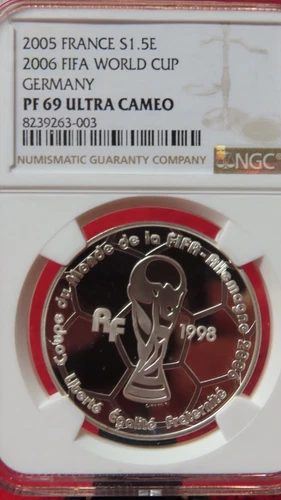 2005 FRANCE S1.5E
2006 FIFA WORLD CUP
GERMANY
PF 69 ULTRA CAMEO
8239263-003
NUMISMATIC GUARANTY COMPANY
NGC
Coupe du Monde de la FIFA-Allemagne 2006
RF
1998
Liberté Égalité Fraternité